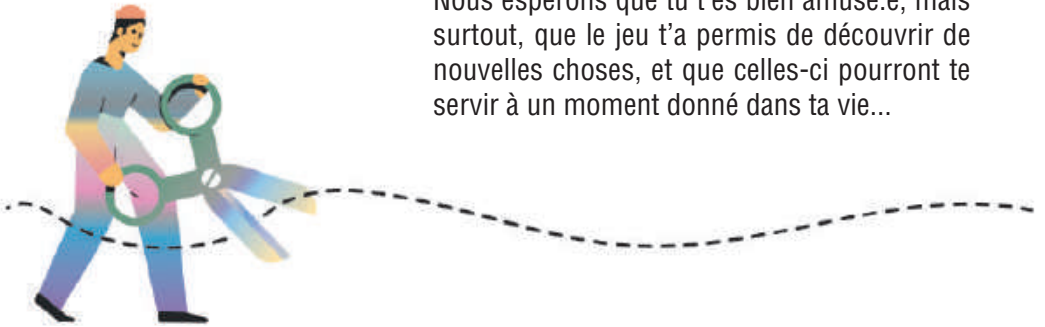 Nous espérons que tu t'es bien amusé.e, mais
surtout, que le jeu t'a permis de découvrir de
nouvelles choses, et que celles-ci pourront te
servir à un moment donné dans ta vie...